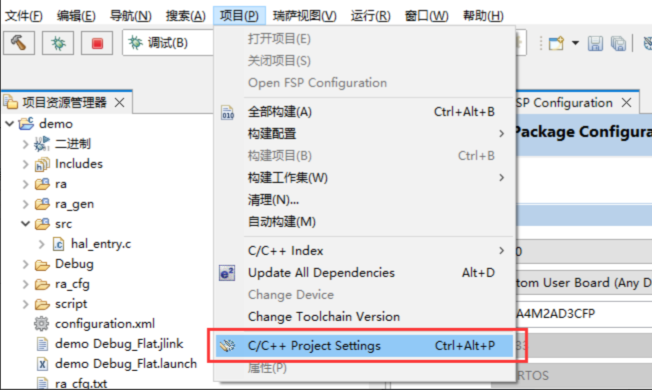 文件(F) 编辑(E) 导航(N) 搜索(A) 项目(P) 瑞萨视图(V) 运行(R) 窗口(W) 帮助(H)
调试(B)
打开项目(E)
关闭项目(S)
Open FSP Configuration
全部构建(A) Ctrl+Alt+B
构建配置
构建项目(B) Ctrl+B
构建工作集(W)
清理(N)...
自动构建(M)
C/C++ Index
Update All Dependencies Alt+D
Change Device
Change Toolchain Version
C/C++ Project Settings Ctrl+Alt+P
属性(P)
项目资源管理器
demo
二进制
Includes
ra
ra_gen
src
hal_entry.c
Debug
ra_cfg
script
configuration.xml
demo Debug_Flat.jlink
demo Debug_Flat.launch
ra_cfg.txt
SP Configuration
Package Configura
0
tom User Board (Any D
A4M2AD3CFP
RTOS